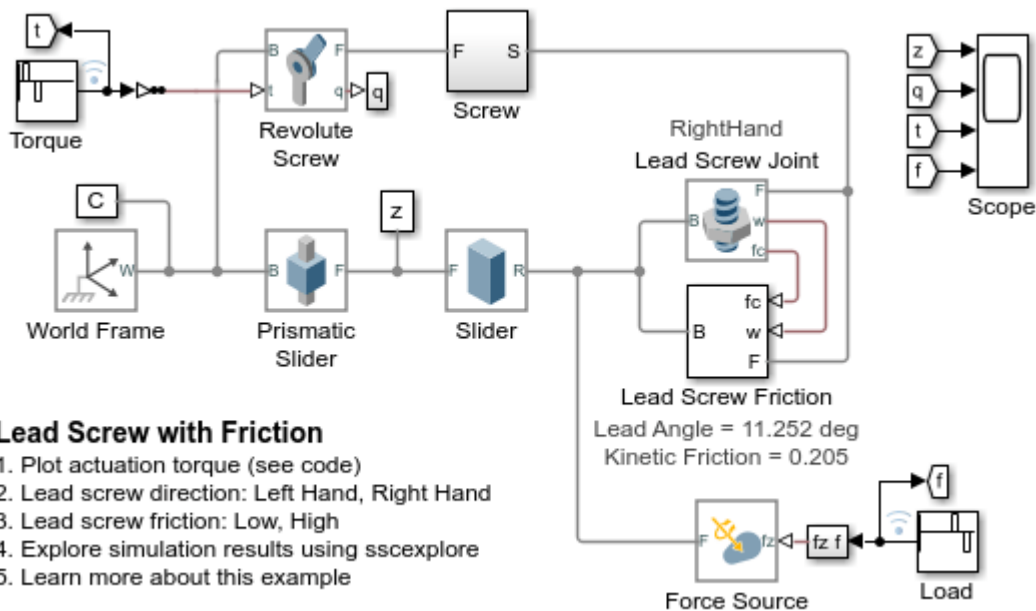 t
Torque
B
F
t
q
q
Revolute
Screw
F
S
Screw
z
q
t
f
Scope
RightHand
Lead Screw Joint
B
F
w
fc
C
W
World Frame
B
F
Prismatic
Slider
z
F
R
Slider
fc
B
w
F
Lead Screw Friction
Lead Angle = 11.252 deg
Kinetic Friction = 0.205
Lead Screw with Friction
1. Plot actuation torque (see code)
2. Lead screw direction: Left Hand, Right Hand
3. Lead screw friction: Low, High
4. Explore simulation results using sscexplore
5. Learn more about this example
F
fz
Force Source
fz f
f
Load